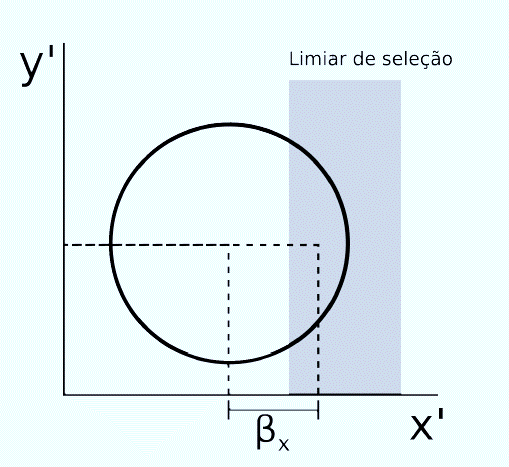 Limiar de seleção
y'
x'
βx